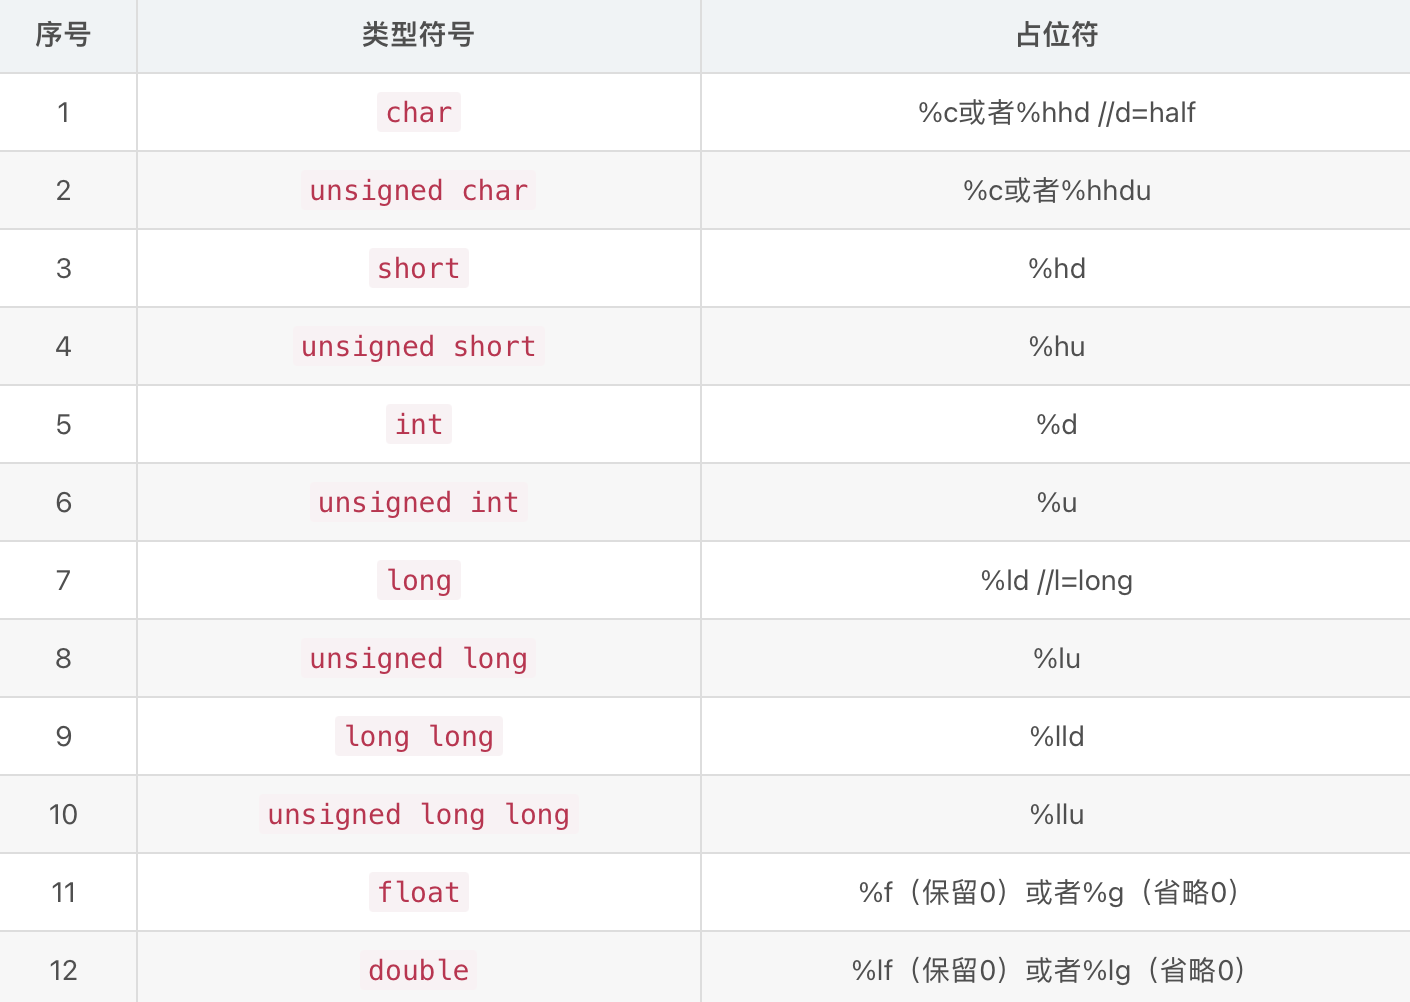 序号 类型符号 占位符
1 char %c或者%hhd //d=half
2 unsigned char %c或者%hhdu
3 short %hd
4 unsigned short %hu
5 int %d
6 unsigned int %u
7 long %ld //l=long
8 unsigned long %lu
9 long long %lld
10 unsigned long long %llu
11 float %f（保留0）或者%g（省略0）
12 double %lf（保留0）或者%lg（省略0）